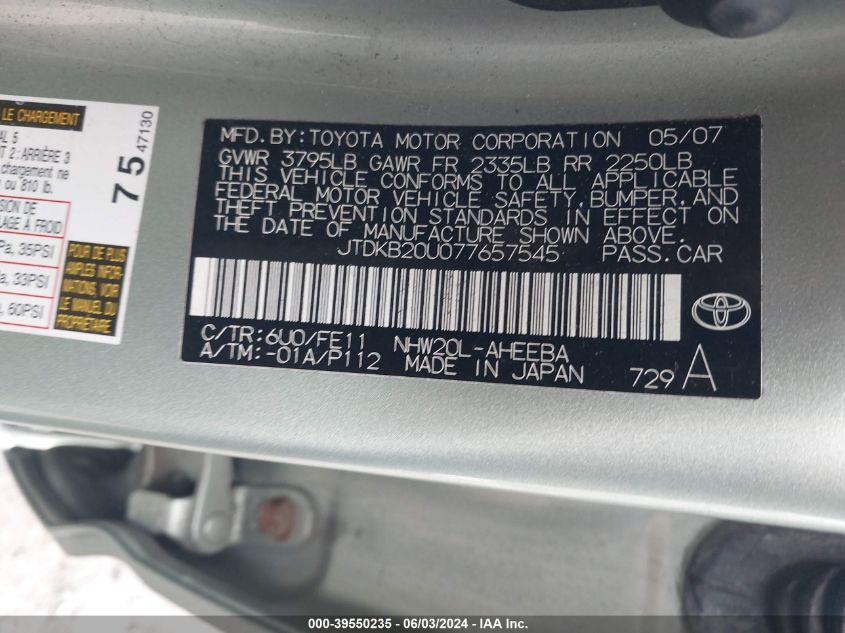 LE CHARGEMENT
AL 5
T 2: ARRIÈRE 3
chargement ne
ou 810 lb.
75
47130
SION DE
LAGE À FROID
Pa, 35PSI
a, 33PSI
, 60PSI
POUR DE PLUS
AMPLES INFOR-
MATIONS, VOIR
LE MANUEL DU
PROPRIÉTAIRE
MFD. BY: TOYOTA MOTOR CORPORATION 05/07
GVWR 3795LB GAWR FR 2335LB RR 2250LB
THIS VEHICLE CONFORMS TO ALL APPLICABLE
FEDERAL MOTOR VEHICLE SAFETY, BUMPER, AND
THEFT PREVENTION STANDARDS IN EFFECT ON
THE DATE OF MANUFACTURE SHOWN ABOVE.
JTDKB20U077657545 PASS. CAR
C/TR: 6U0/FE11 NHW20L-AHEEBA
A/TM: -01A/P112 MADE IN JAPAN 729 A
000-39550235 - 06/03/2024 - IAAI.com